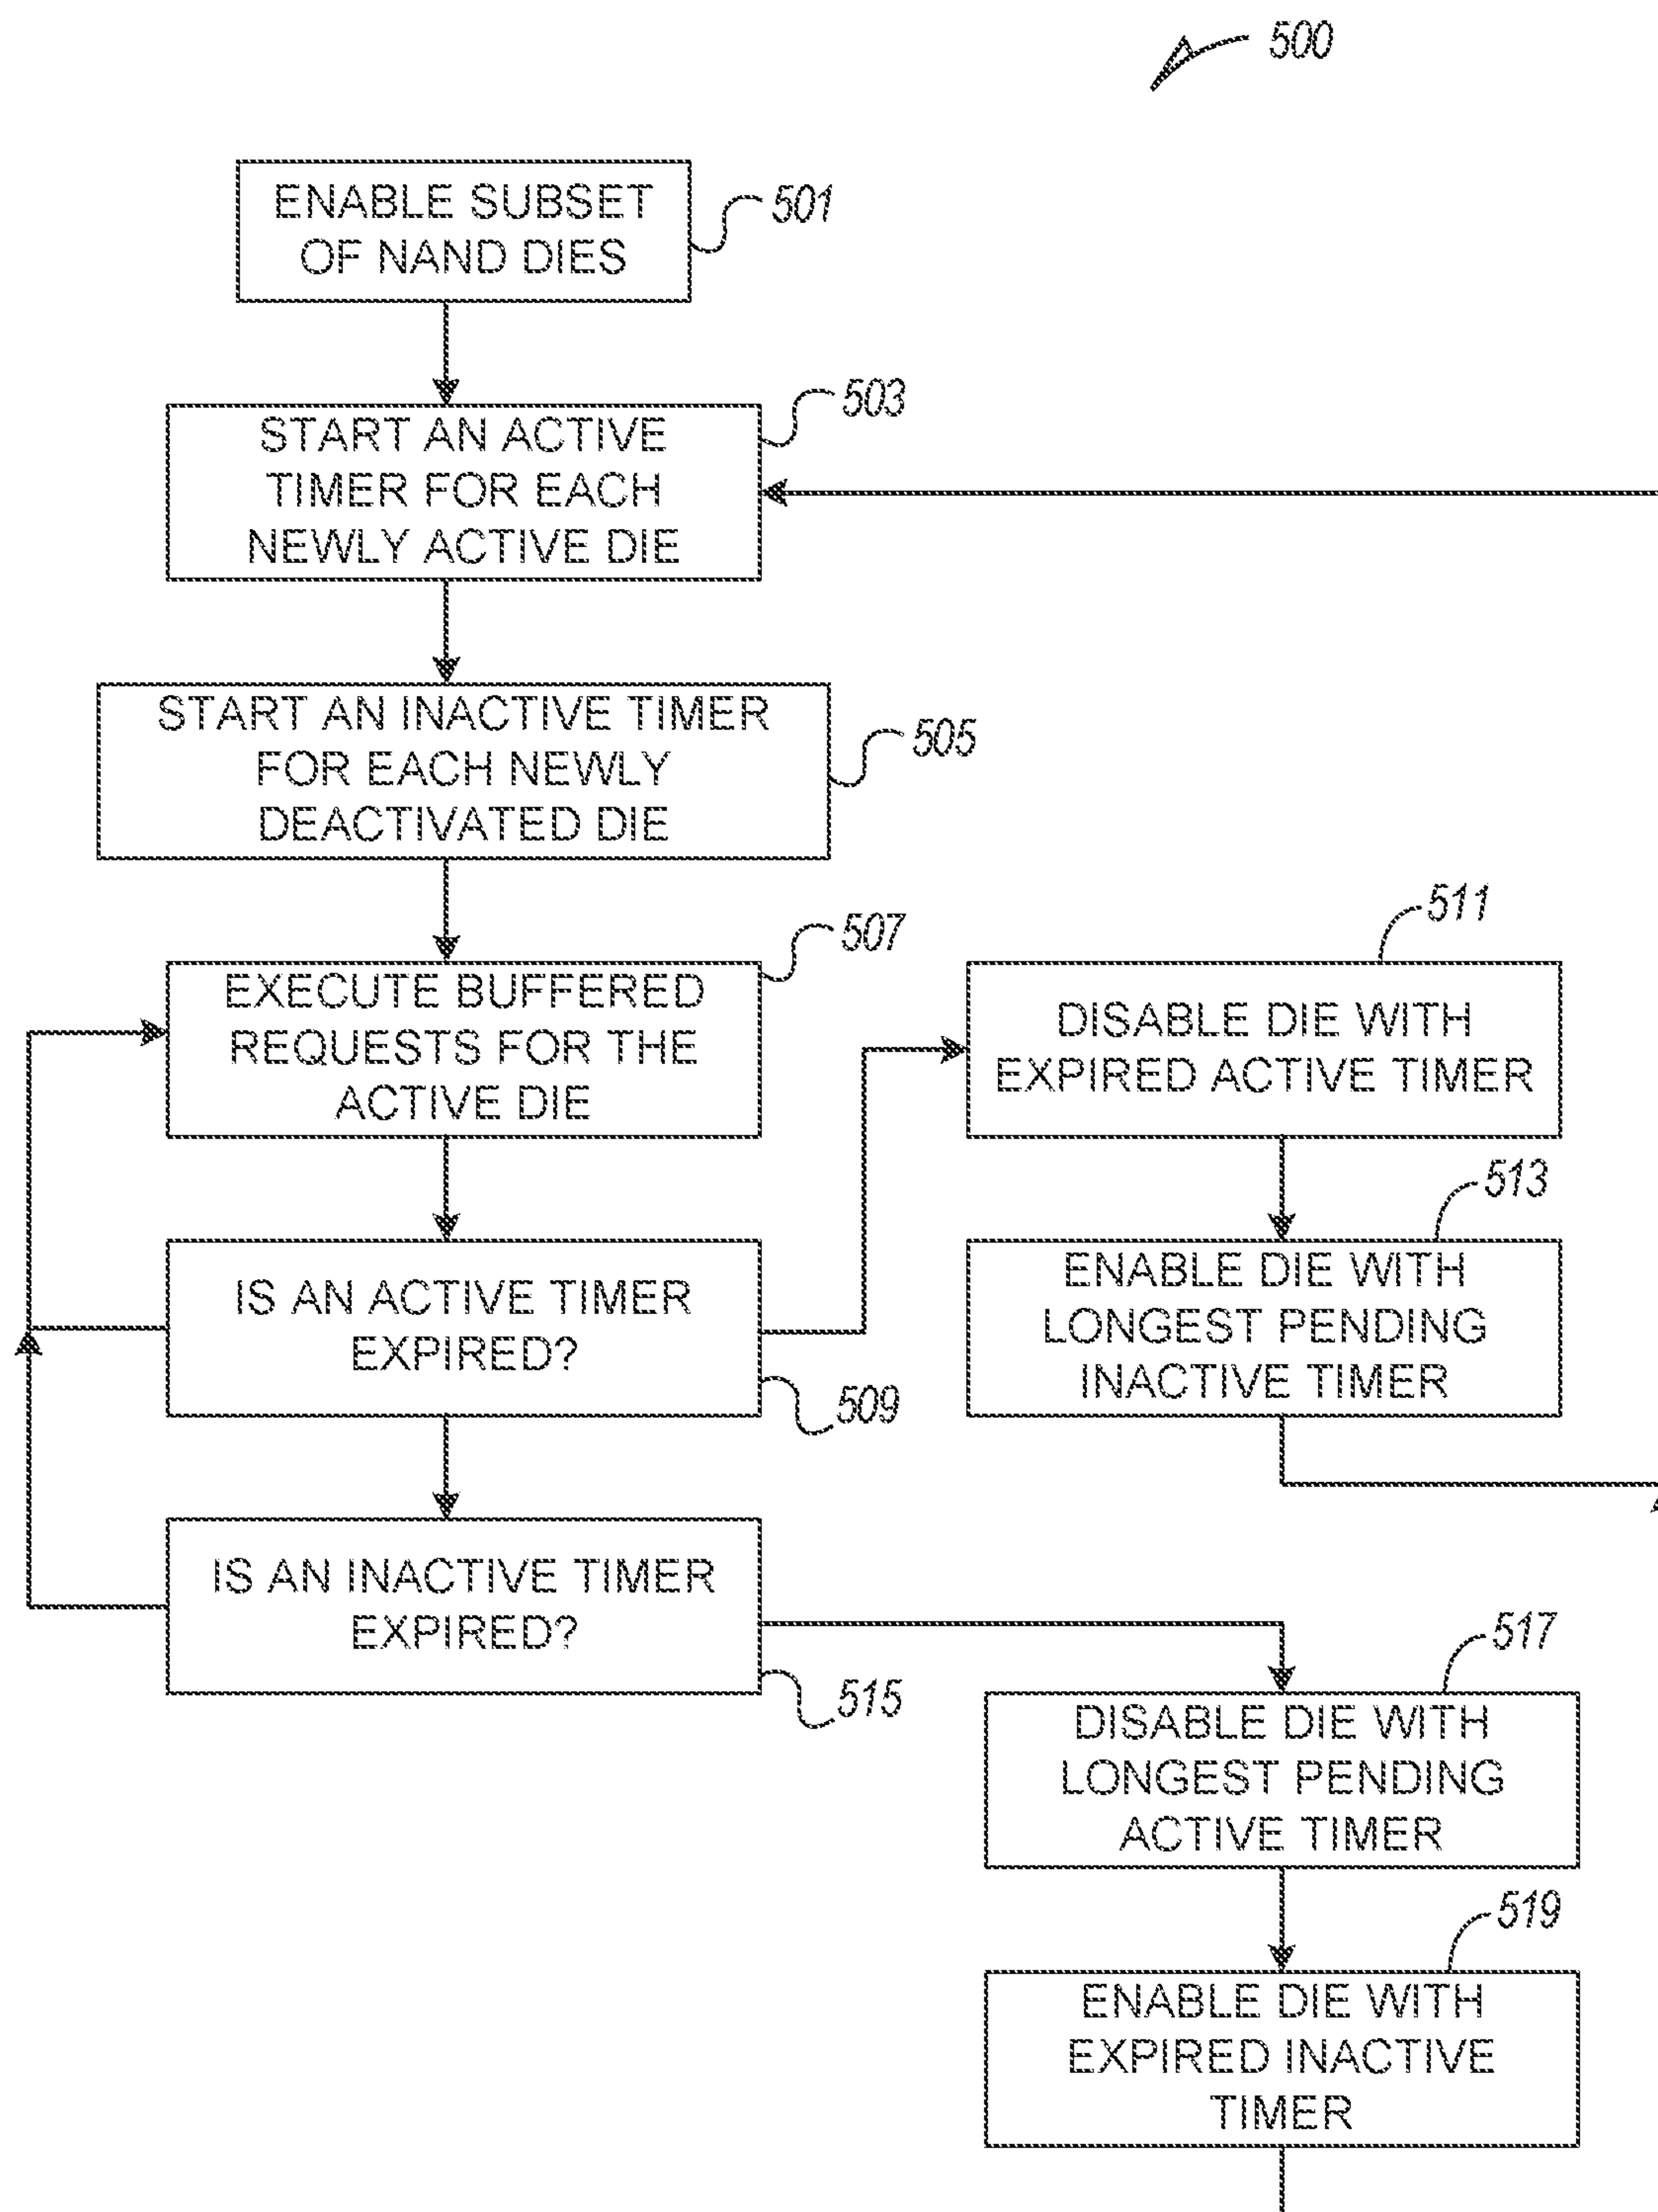 500
ENABLE SUBSET
OF NAND DIES
501
START AN ACTIVE
TIMER FOR EACH
NEWLY ACTIVE DIE
503
START AN INACTIVE TIMER
FOR EACH NEWLY
DEACTIVATED DIE
505
EXECUTE BUFFERED
REQUESTS FOR THE
ACTIVE DIE
507
IS AN ACTIVE TIMER
EXPIRED?
509
DISABLE DIE WITH
EXPIRED ACTIVE TIMER
511
ENABLE DIE WITH
LONGEST PENDING
INACTIVE TIMER
513
IS AN INACTIVE TIMER
EXPIRED?
515
DISABLE DIE WITH
LONGEST PENDING
ACTIVE TIMER
517
ENABLE DIE WITH
EXPIRED INACTIVE
TIMER
519